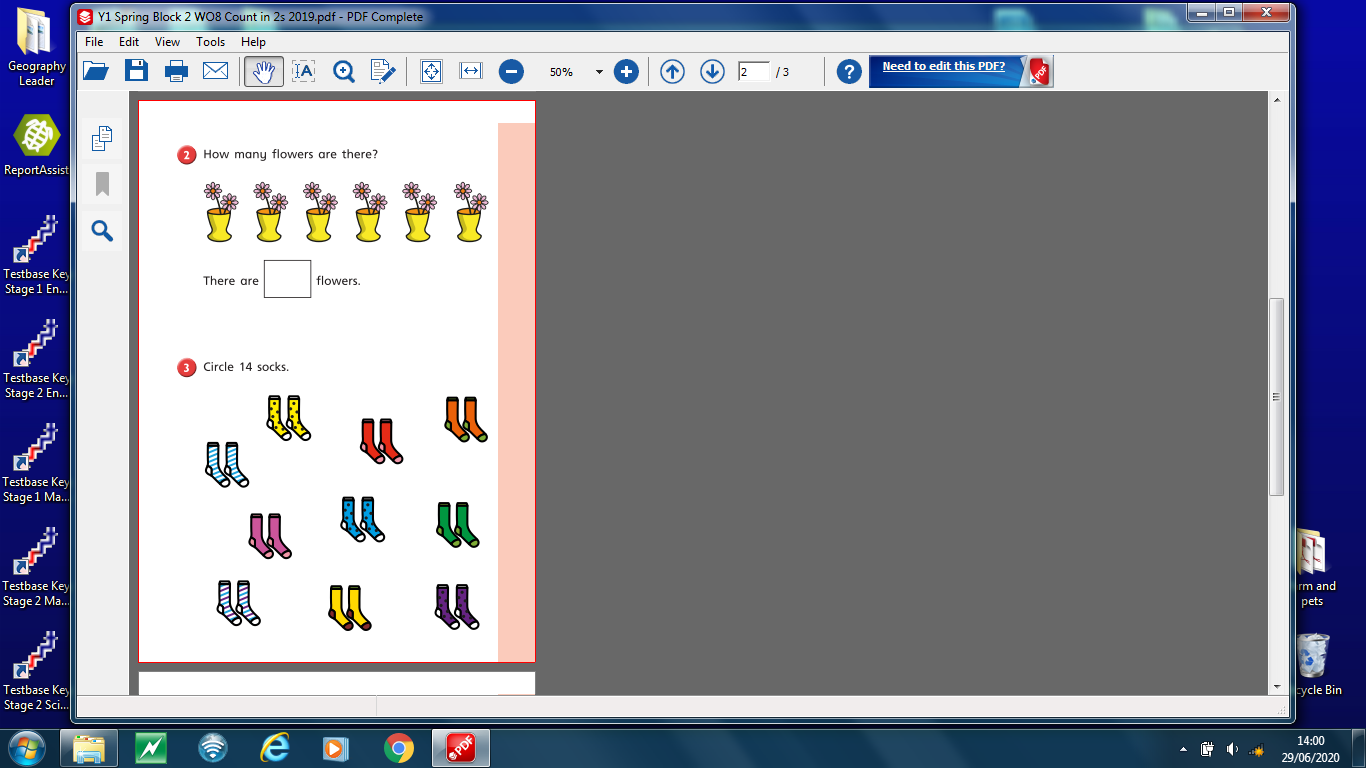 Y1 Spring Block 2 WO8 Count in 2s 2019.pdf - PDF Complete
File Edit View Tools Help
50% 2 / 3 ? Need to edit this PDF? PDF
Geography
Leader
ReportAssist
Testbase Key
Stage 1 En...
Testbase Key
Stage 2 En...
Testbase Key
Stage 1 Ma...
Testbase Key
Stage 2 Ma...
Testbase Key
Stage 2 Sci...
2 How many flowers are there?
There are flowers.
3 Circle 14 socks.
rm and
pets
cycle Bin
PDF
14:00
29/06/2020